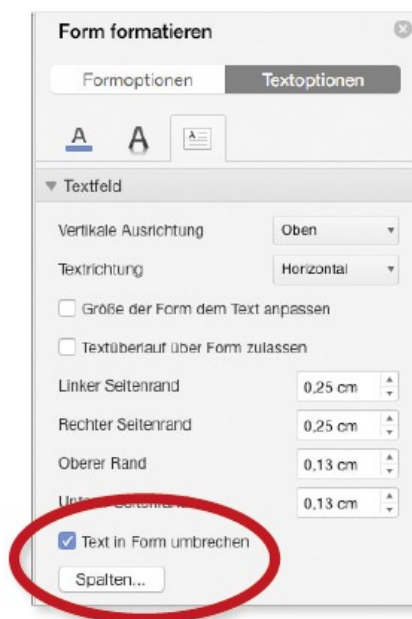 Form formatieren
Formoptionen Textoptionen
A A A
Textfeld
Vertikale Ausrichtung Oben
Textrichtung Horizontal
Größe der Form dem Text anpassen
Textüberlauf über Form zulassen
Linker Seitenrand 0,25 cm
Rechter Seitenrand 0,25 cm
Oberer Rand 0,13 cm
0,13 cm
Text in Form umbrechen
Spalten...